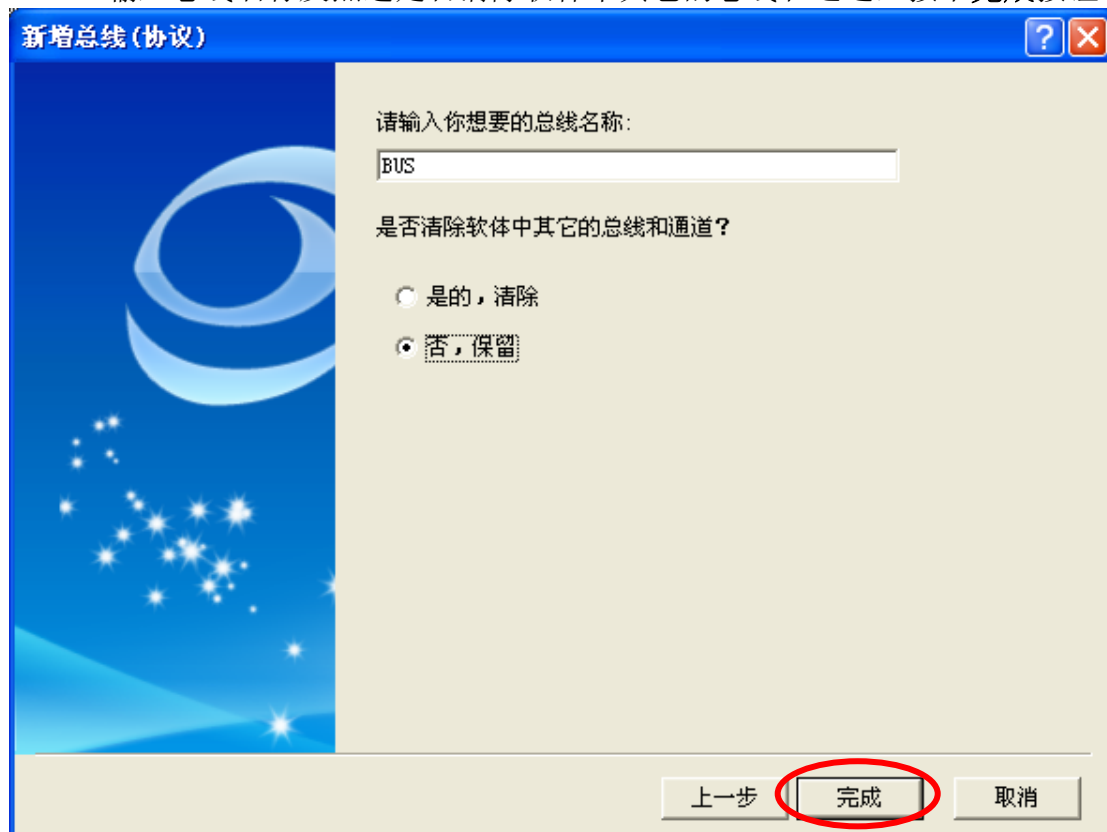 新增总线(协议)
请输入你想要的总线名称:
BUS
是否清除软体中其它的总线和通道?
是的,清除
否,保留
上一步
完成
取消